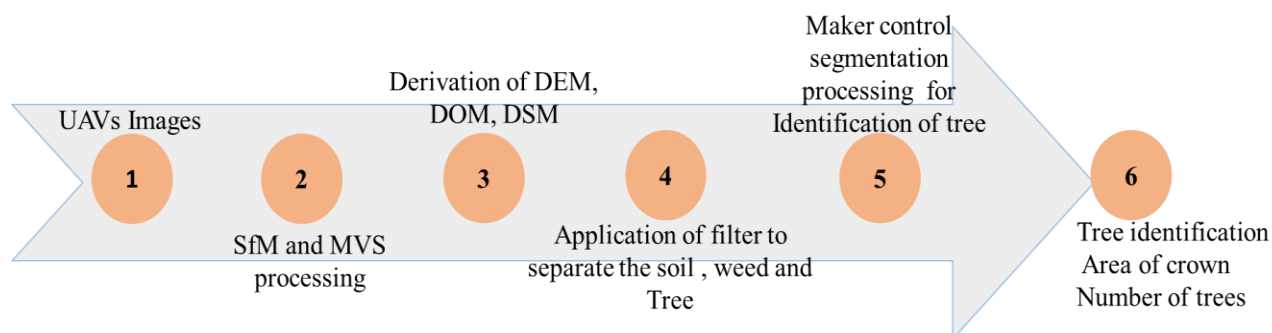 UAVs Images
1
2
SfM and MVS
processing
Derivation of DEM,
DOM, DSM
3
4
Application of filter to
separate the soil , weed and
Tree
Maker control
segmentation
processing for
Identification of tree
5
6
Tree identification
Area of crown
Number of trees